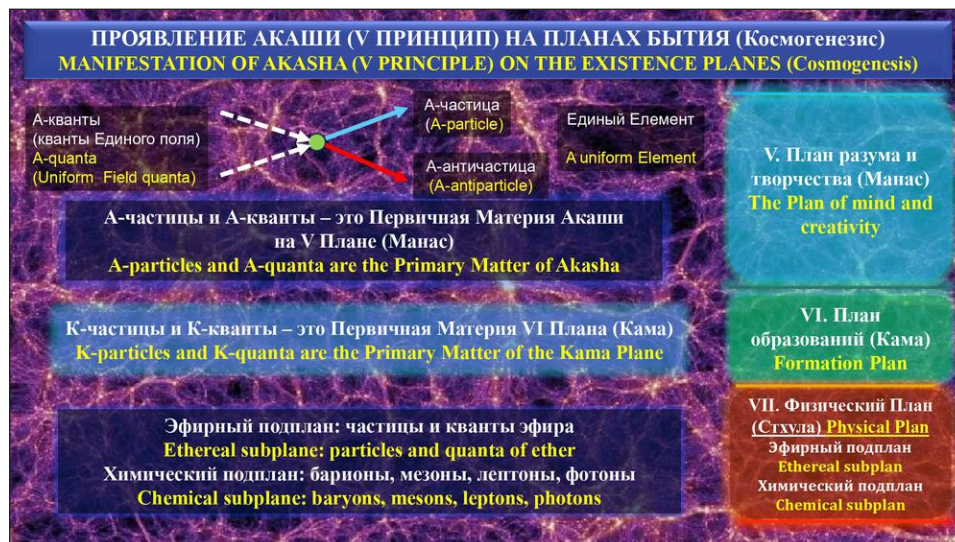 ПРОЯВЛЕНИЕ АКАШИ (V ПРИНЦИП) НА ПЛАНАХ БЫТИЯ (Космогенезис)
MANIFESTATION OF AKASHA (V PRINCIPLE) ON THE EXISTENCE PLANES (Cosmogenesis)
А-кванты
(кванты Единого поля)
A-quanta
(Uniform Field quanta)
А-частица
(A-particle)
А-античастица
(A-antiparticle)
Единый Елемент
A uniform Element
V. План разума и
творчества (Манас)
The Plan of mind and
creativity
А-частицы и А-кванты – это Первичная Материя Акаши
на V Плане (Манас)
A-particles and A-quanta are the Primary Matter of Akasha
К-частицы и К-кванты – это Первичная Материя VI Плана (Кама)
K-particles and K-quanta are the Primary Matter of the Kama Plane
VI. План
образований (Кама)
Formation Plan
Эфирный подплан: частицы и кванты эфира
Ethereal subplane: particles and quanta of ether
Химический подплан: барионы, мезоны, лептоны, фотоны
Chemical subplane: baryons, mesons, leptons, photons
VII. Физический План
(Стхула) Physical Plan
Эфирный подплан
Ethereal subplan
Химический подплан
Chemical subplan